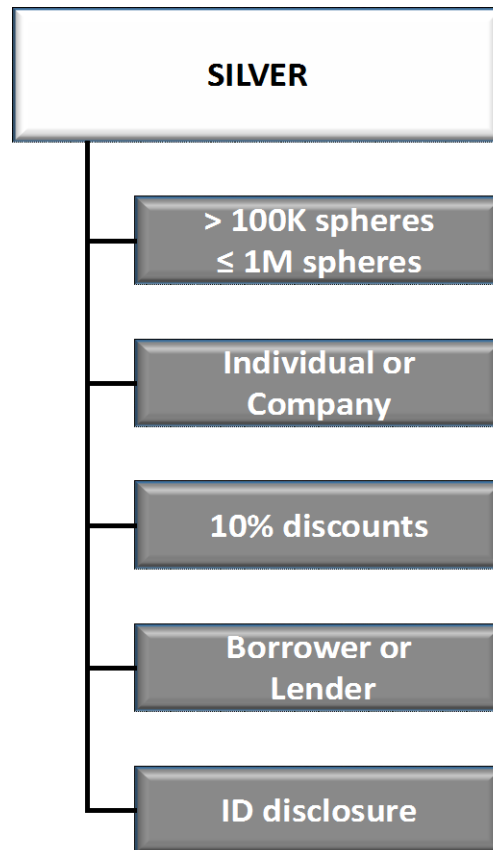 SILVER
> 100K spheres
≤ 1M spheres
Individual or
Company
10% discounts
Borrower or
Lender
ID disclosure